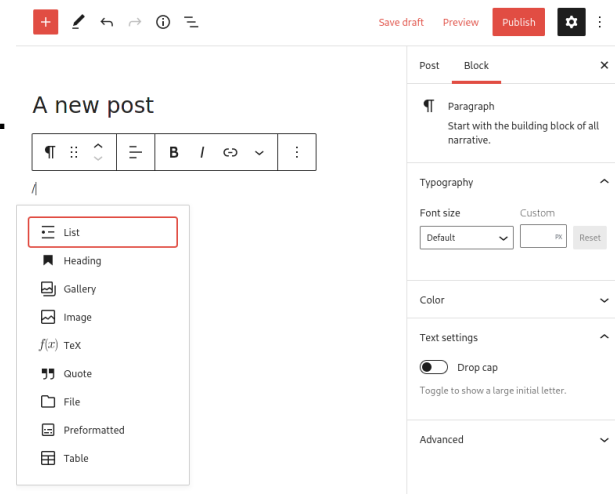 Save draft Preview Publish
Post Block
A new post
Paragraph
Start with the building block of all
narrative.
B I
/
List
Heading
Gallery
Image
f(x) TeX
Quote
File
Preformatted
Table
Typography
Font size Custom
Default PX Reset
Color
Text settings
Drop cap
Toggle to show a large initial letter.
Advanced